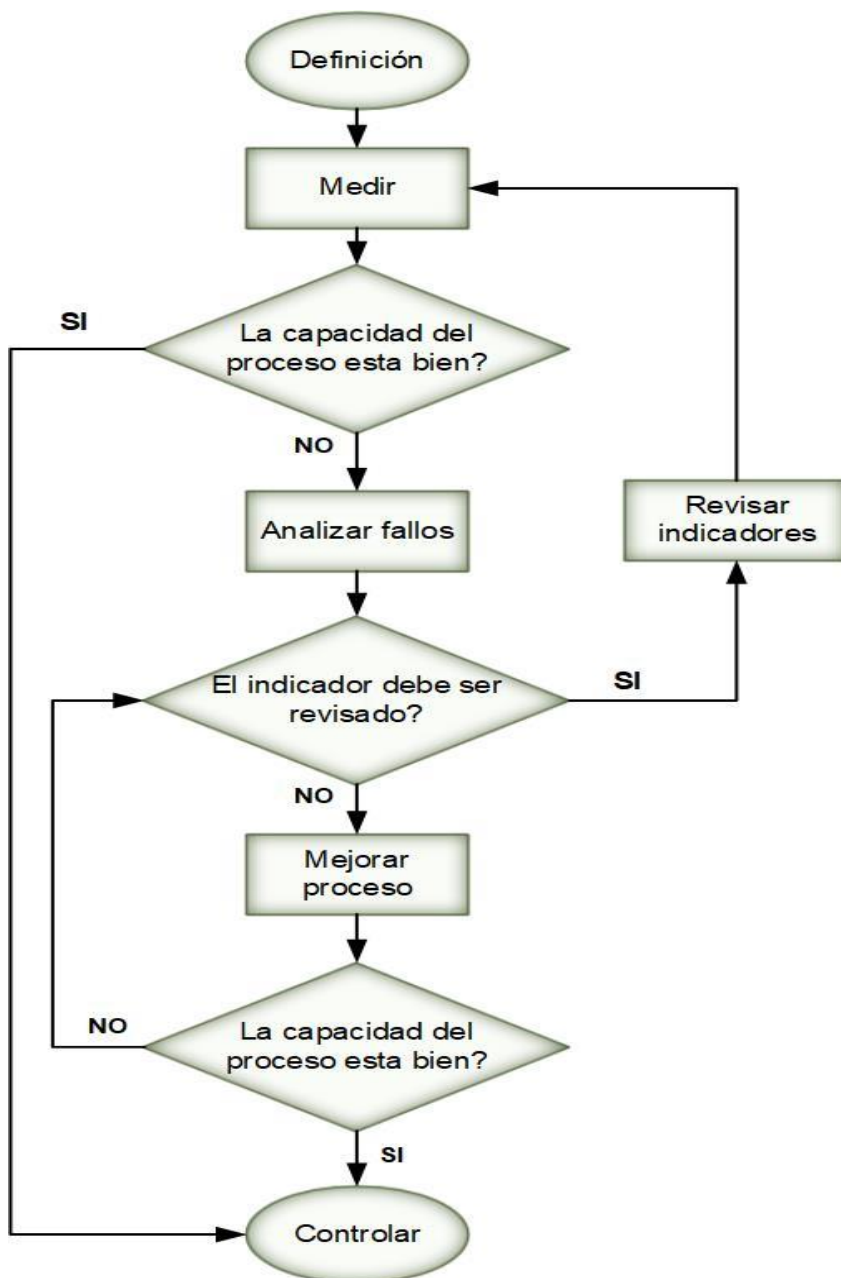 Definición
Medir
SI
La capacidad del
proceso esta bien?
NO
Analizar fallos
Revisar
indicadores
El indicador debe ser
revisado?
SI
NO
Mejorar
proceso
La capacidad del
proceso esta bien?
NO
SI
Controlar